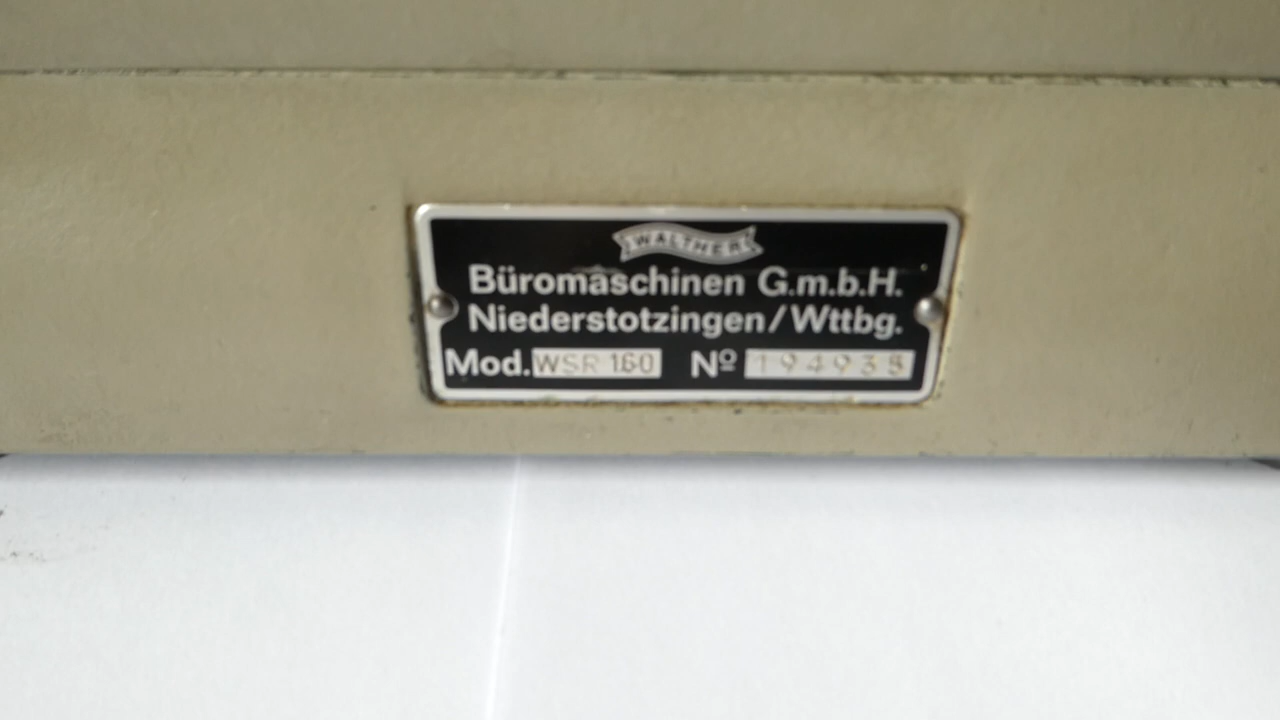 WALTHER
Büromaschinen G.m.b.H.
Niederstotzingen/Wttbg.
Mod. WSR 160 Nº 194938